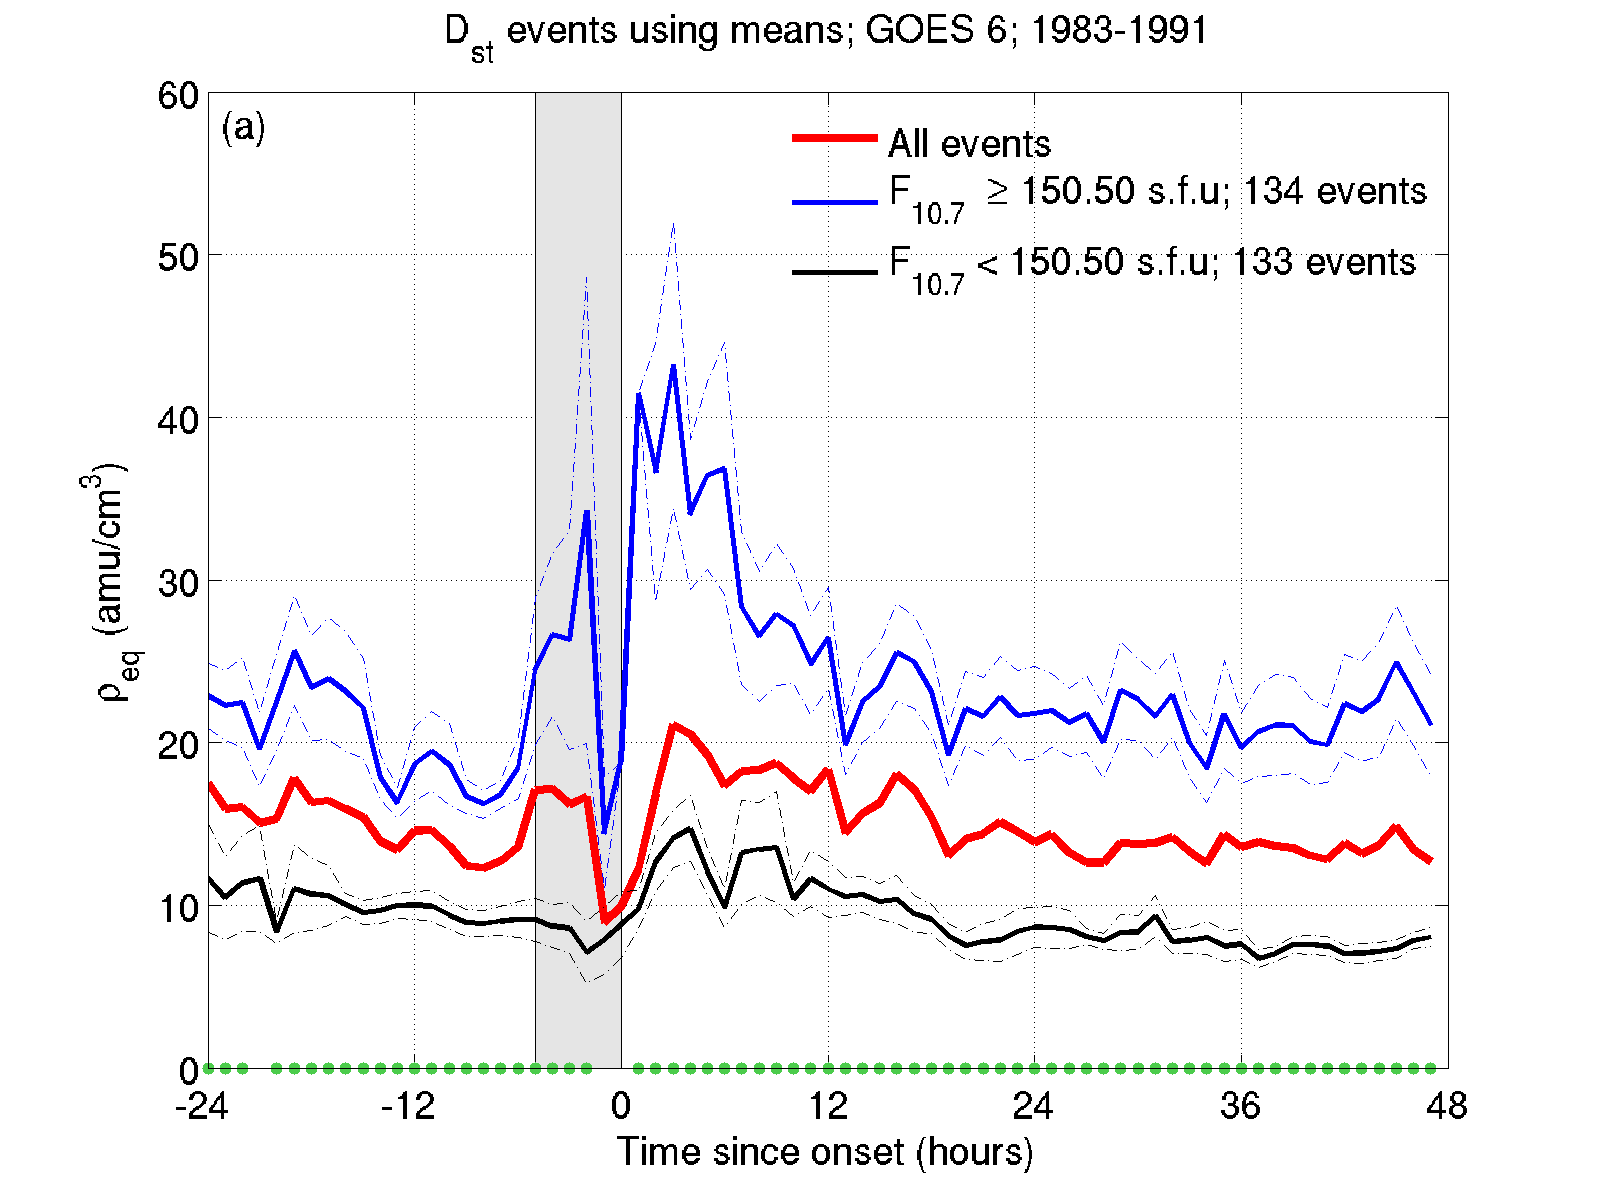 D_st events using means; GOES 6; 1983-1991
(a)
All events
F_10.7 ≥ 150.50 s.f.u; 134 events
F_10.7 < 150.50 s.f.u; 133 events
60
50
40
30
20
10
0
ρ_eq (amu/cm^3)
-24 -12 0 12 24 36 48
Time since onset (hours)